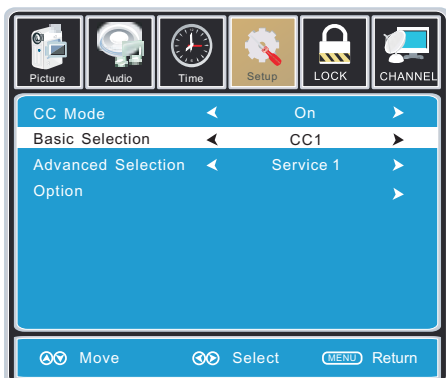 Picture Audio Time Setup LOCK CHANNEL
CC Mode On
Basic Selection CC1
Advanced Selection Service 1
Option
Move Select MENU Return